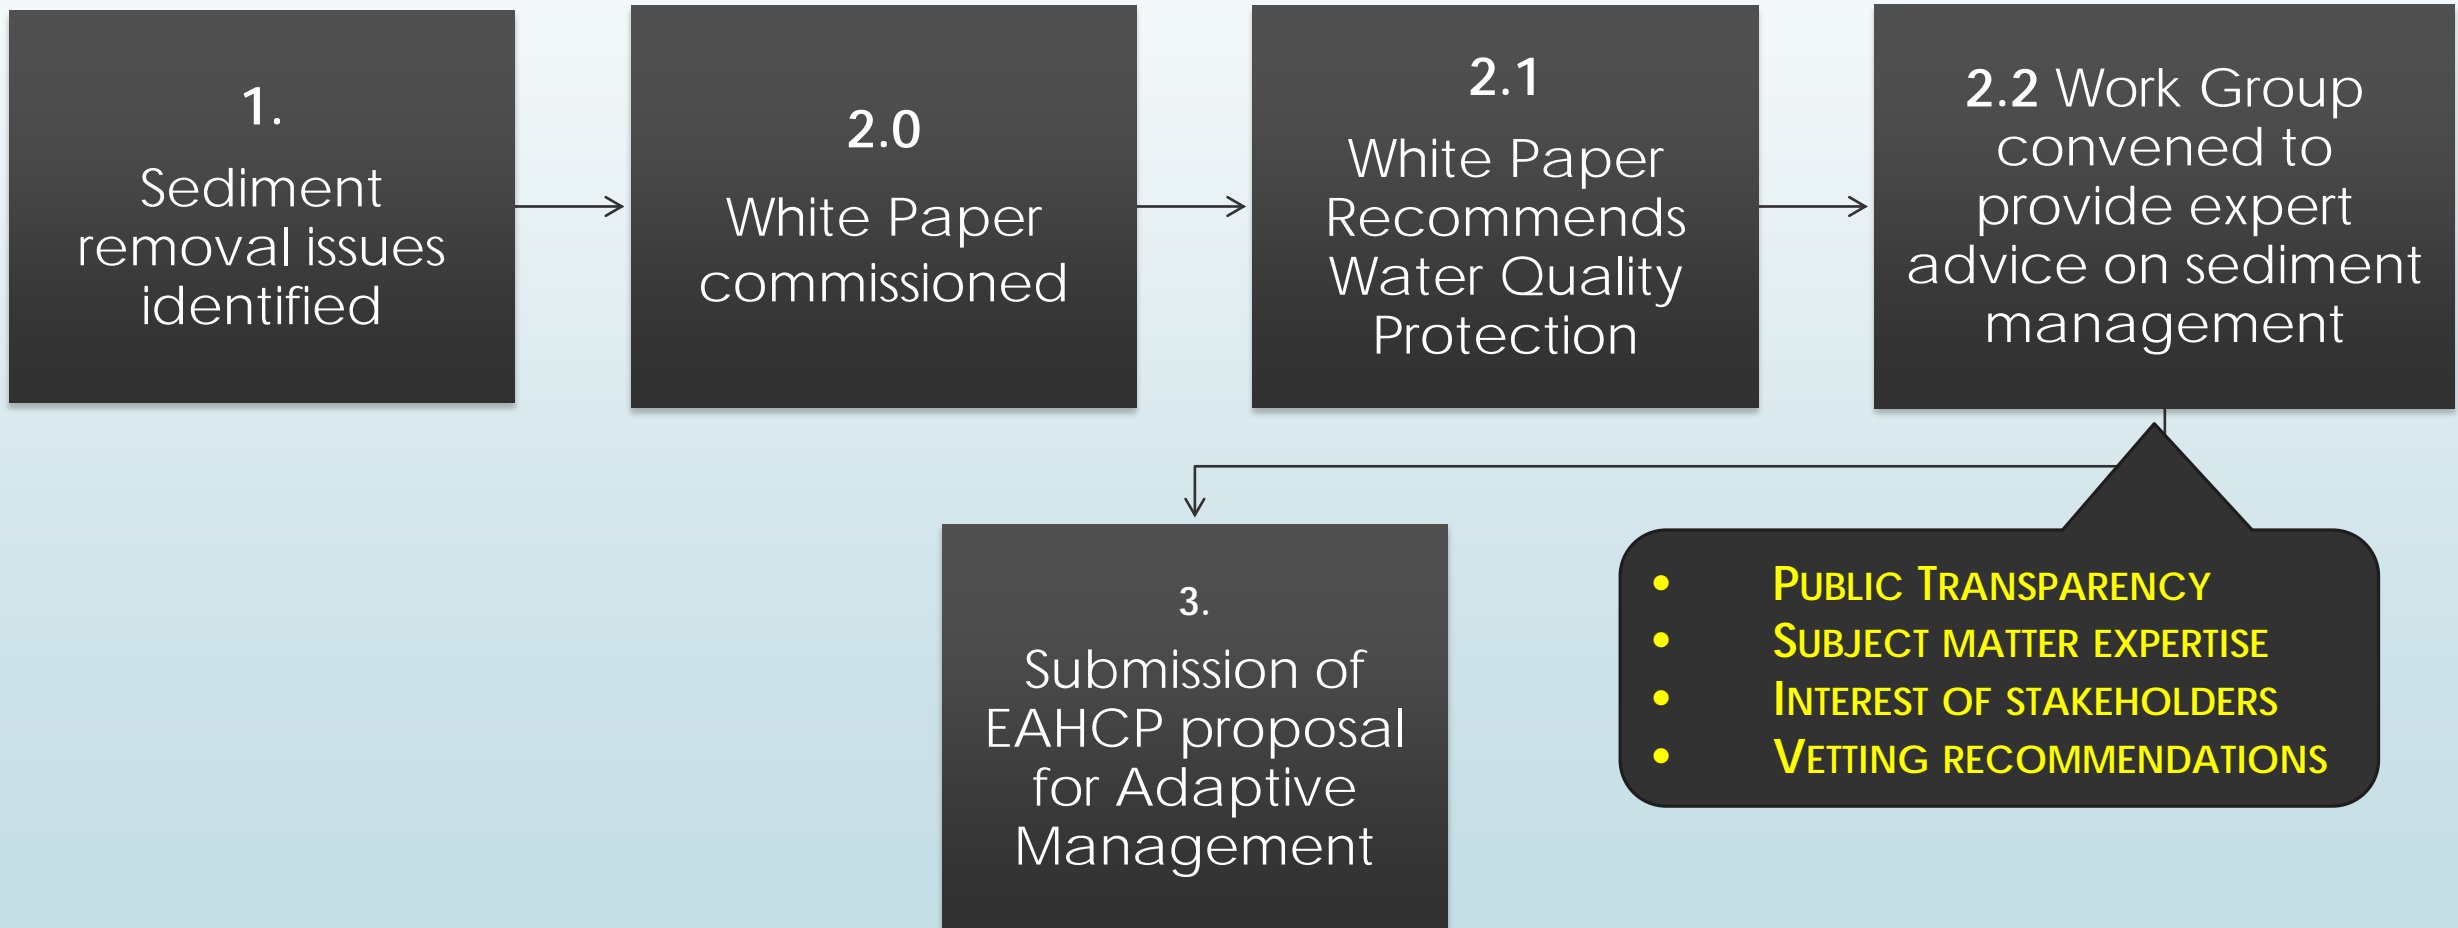 1.
Sediment
removal issues
identified
2.0
White Paper
commissioned
2.1
White Paper
Recommends
Water Quality
Protection
2.2 Work Group
convened to
provide expert
advice on sediment
management
3.
Submission of
EAHCP proposal
for Adaptive
Management
• PUBLIC TRANSPARENCY
• SUBJECT MATTER EXPERTISE
• INTEREST OF STAKEHOLDERS
• VETTING RECOMMENDATIONS